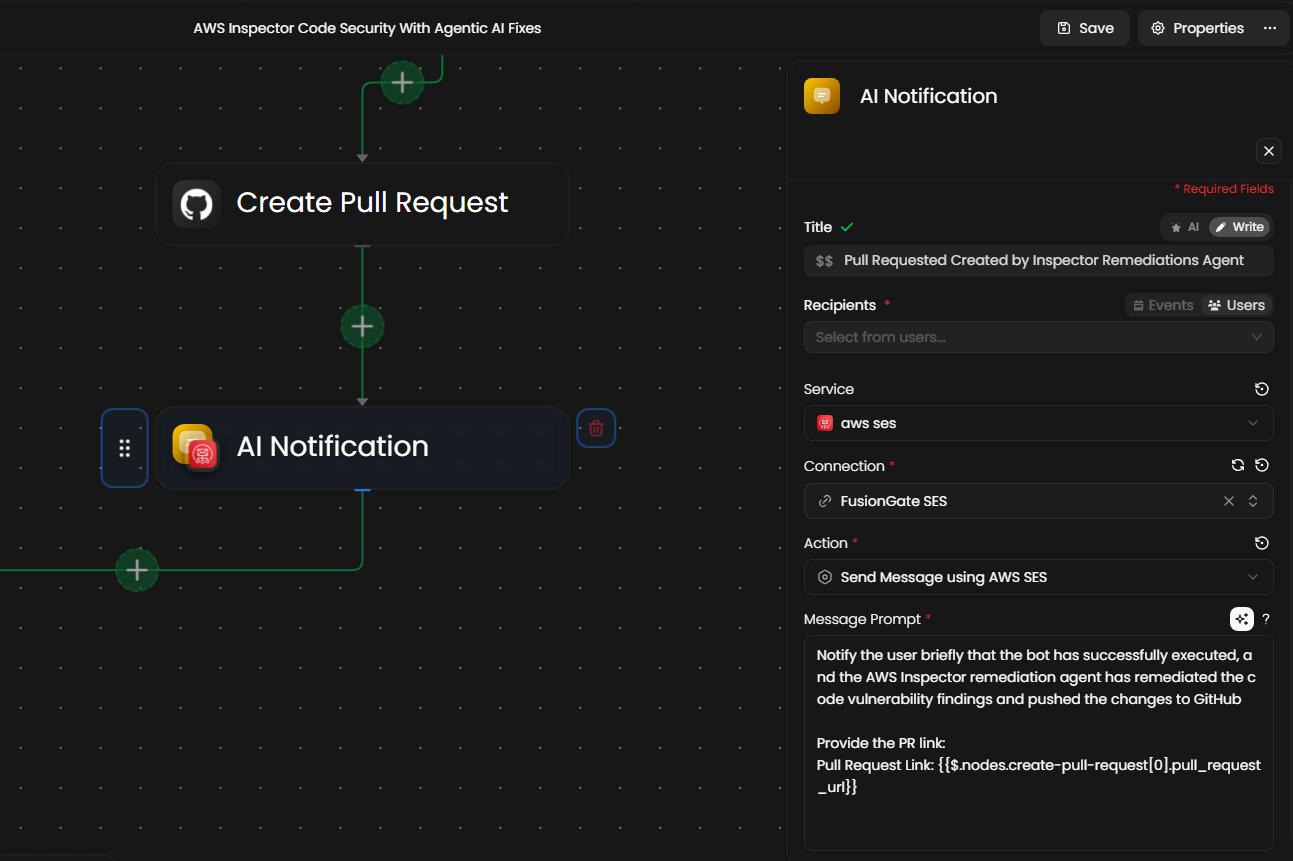 AWS Inspector Code Security With Agentic AI Fixes
Save
Properties
AI Notification
* Required Fields
Create Pull Request
Title
AI
Write
$$ Pull Requested Created by Inspector Remediations Agent
Recipients *
Events
Users
Select from users...
Service
aws ses
AI Notification
Connection *
FusionGate SES
Action *
Send Message using AWS SES
Message Prompt *
?
Notify the user briefly that the bot has successfully executed, a
nd the AWS Inspector remediation agent has remediated the c
ode vulnerability findings and pushed the changes to GitHub
Provide the PR link:
Pull Request Link: {{$.nodes.create-pull-request[0].pull_request
_url}}